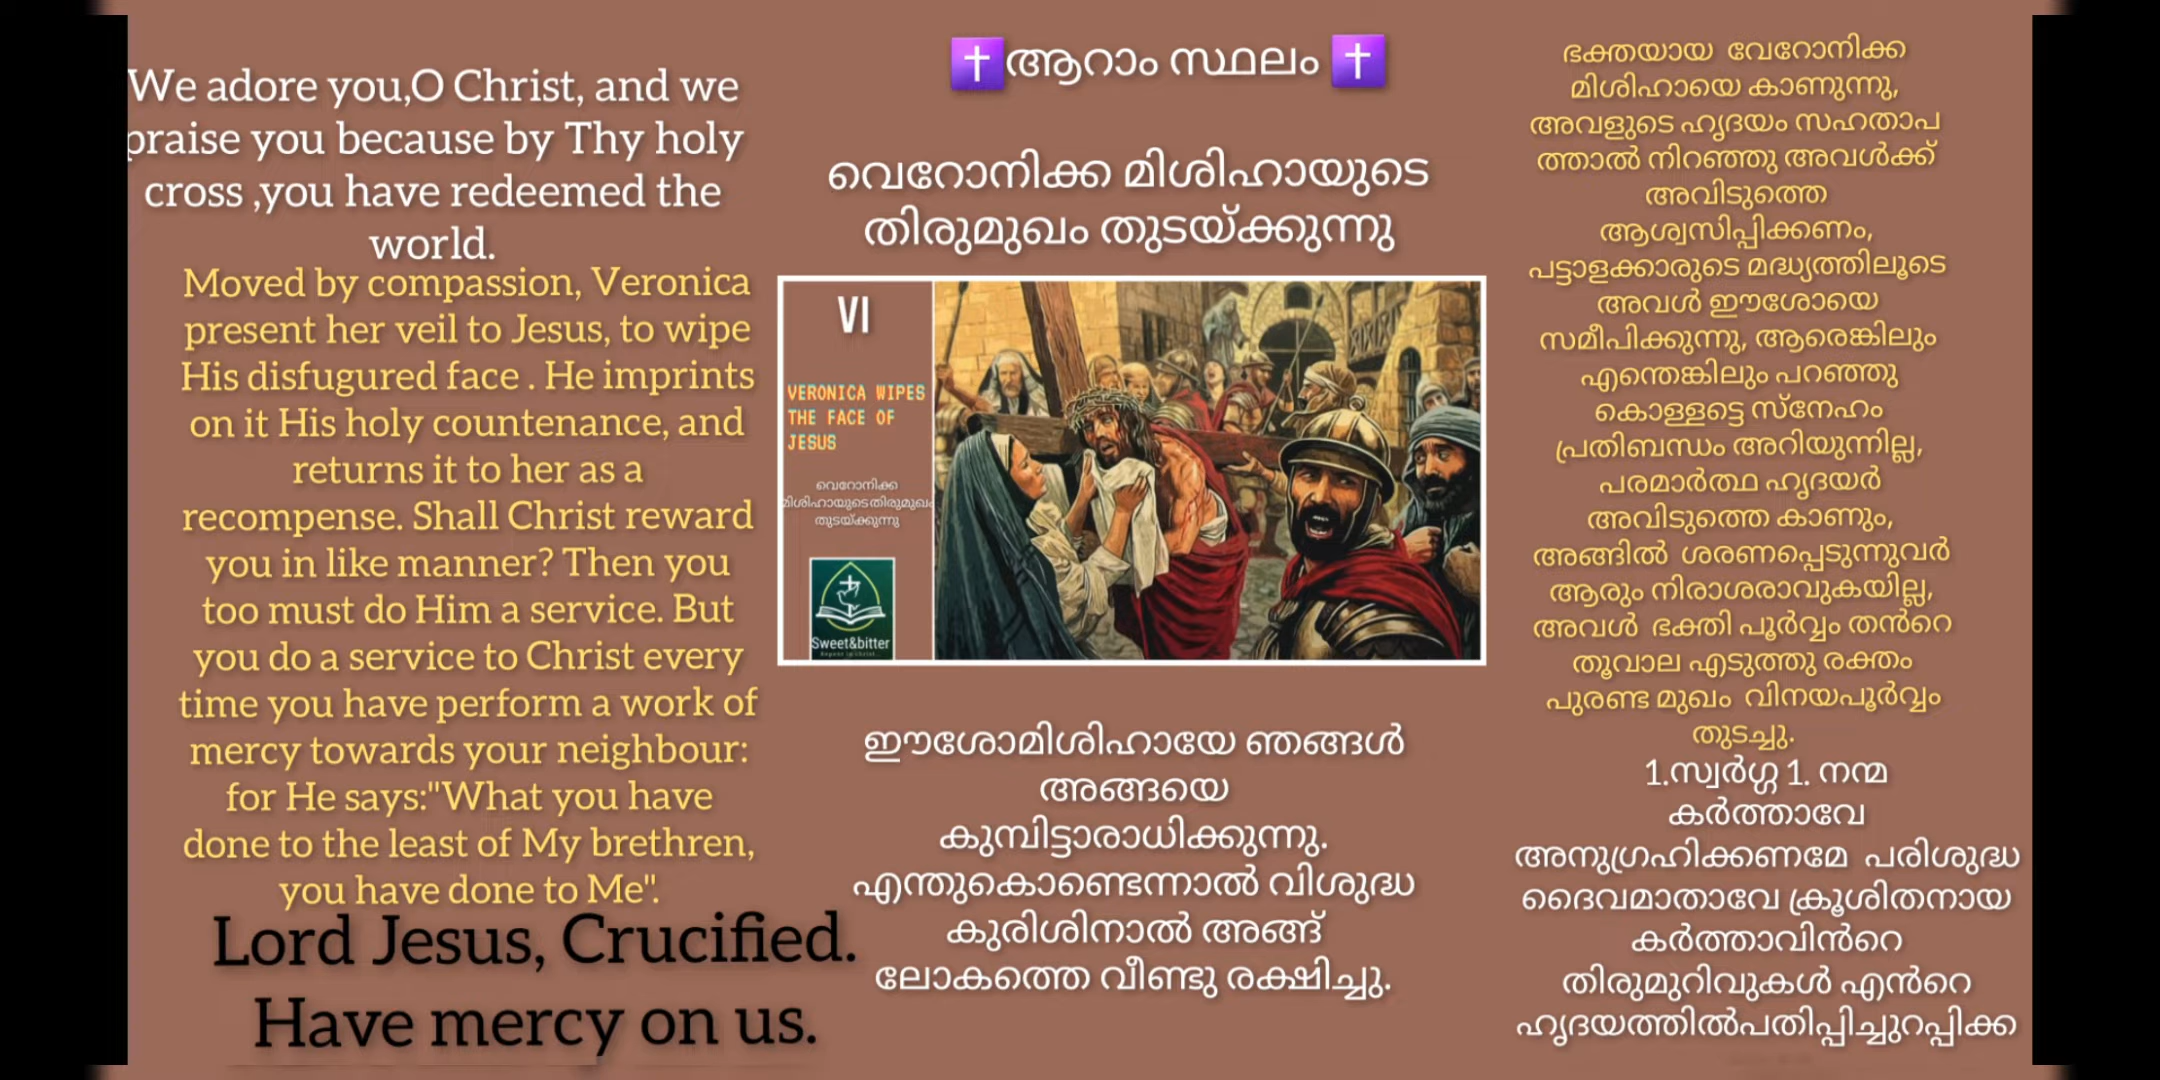 We adore you,O Christ, and we
praise you because by Thy holy
cross ,you have redeemed the
world.
Moved by compassion, Veronica
present her veil to Jesus, to wipe
His disfugured face . He imprints
on it His holy countenance, and
returns it to her as a
recompense. Shall Christ reward
you in like manner? Then you
too must do Him a service. But
you do a service to Christ every
time you have perform a work of
mercy towards your neighbour:
for He says:"What you have
done to the least of My brethren,
you have done to Me".
Lord Jesus, Crucified.
Have mercy on us.
✝️ആറാം സ്ഥലം ✝️
വെറോനിക്ക മിശിഹായുടെ
തിരുമുഖം തുടയ്ക്കുന്നു
VI
VERONICA WIPES
THE FACE OF
JESUS
വെറോനിക്ക
മിശിഹായുടെതിരുമുഖം
തുടയ്ക്കുന്നു
Sweet&bitter
ഈശോമിശിഹായേ ഞങ്ങൾ
അങ്ങയെ
കുമ്പിട്ടാരാധിക്കുന്നു.
എന്തുകൊണ്ടെന്നാൽ വിശുദ്ധ
കുരിശിനാൽ അങ്ങ്
ലോകത്തെ വീണ്ടു രക്ഷിച്ചു.
ഭക്തയായ വേറോനിക്ക
മിശിഹായെ കാണുന്നു,
അവളുടെ ഹൃദയം സഹതാപ
ത്താൽ നിറഞ്ഞു അവൾക്ക്
അവിടുത്തെ
ആശ്വസിപ്പിക്കണം,
പട്ടാളക്കാരുടെ മദ്ധ്യത്തിലൂടെ
അവൾ ഈശോയെ
സമീപിക്കുന്നു, ആരെങ്കിലും
എന്തെങ്കിലും പറഞ്ഞു
കൊള്ളട്ടെ സ്നേഹം
പ്രതിബന്ധം അറിയുന്നില്ല,
പരമാർത്ഥ ഹൃദയർ
അവിടുത്തെ കാണും,
അങ്ങിൽ ശരണപ്പെടുന്നുവർ
ആരും നിരാശരാവുകയില്ല,
അവൾ ഭക്തി പൂർവ്വം തൻറെ
തൂവാല എടുത്തു രക്തം
പുരണ്ട മുഖം വിനയപൂർവ്വം
തുടച്ചു.
1.സ്വർഗ്ഗ 1. നന്മ
കർത്താവേ
അനുഗ്രഹിക്കണമേ പരിശുദ്ധ
ദൈവമാതാവേ ക്രൂശിതനായ
കർത്താവിൻറെ
തിരുമുറിവുകൾ എൻറെ
ഹൃദയത്തിൽപതിപ്പിച്ചുറപ്പിക്ക